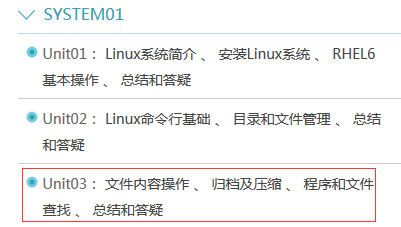 SYSTEM01
Unit01： Linux系统简介 、 安装Linux系统 、 RHEL6
基本操作 、 总结和答疑
Unit02： Linux命令行基础 、 目录和文件管理 、 总结
和答疑
Unit03： 文件内容操作 、 归档及压缩 、 程序和文件
查找 、 总结和答疑